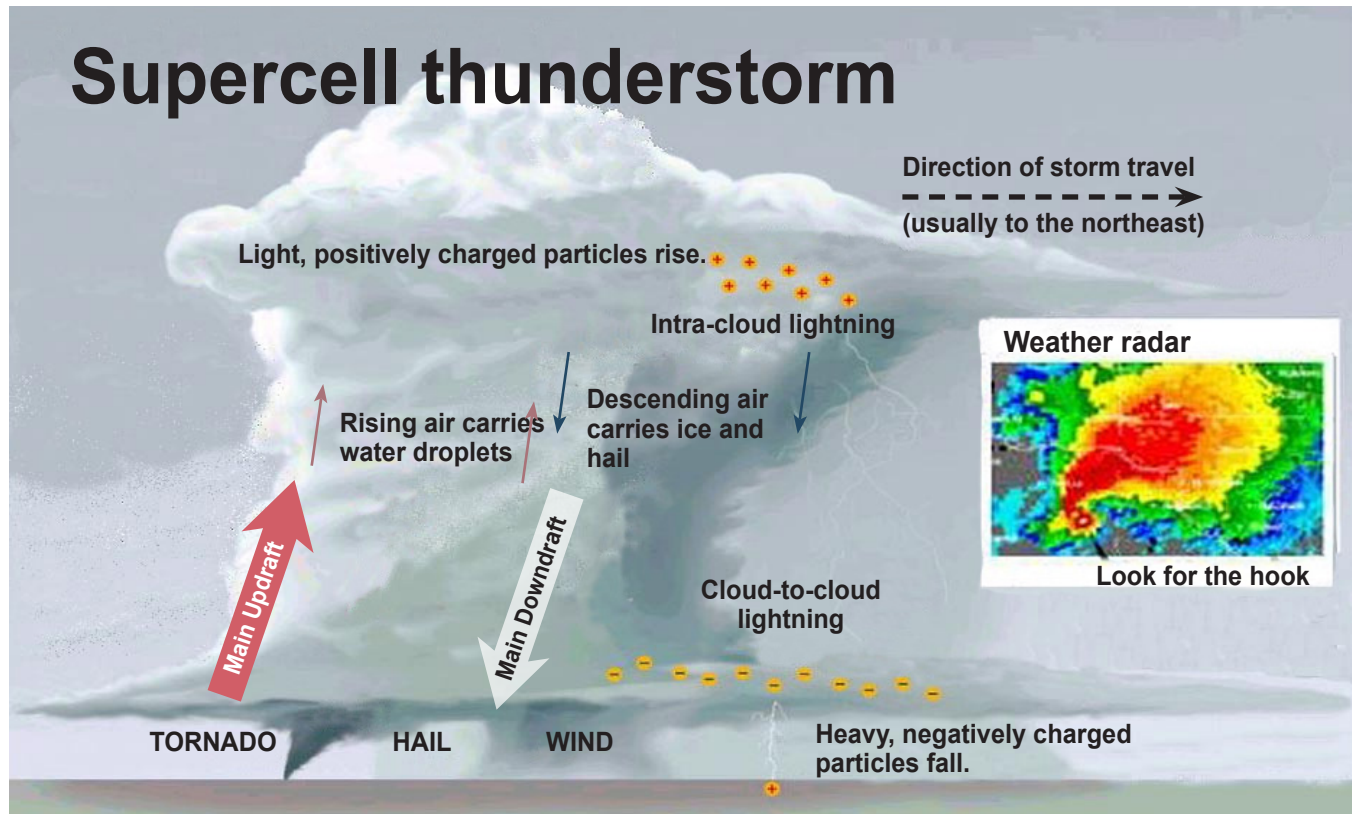 Supercell thunderstorm
Direction of storm travel
(usually to the northeast)
Light, positively charged particles rise.
+ + + + + + + +
Intra-cloud lightning
Weather radar
Rising air carries
water droplets
Descending air
carries ice and
hail
Look for the hook
Main Updraft
Main Downdraft
Cloud-to-cloud
lightning
− − − − − − − − − − −
TORNADO
HAIL
WIND
Heavy, negatively charged
particles fall.
+